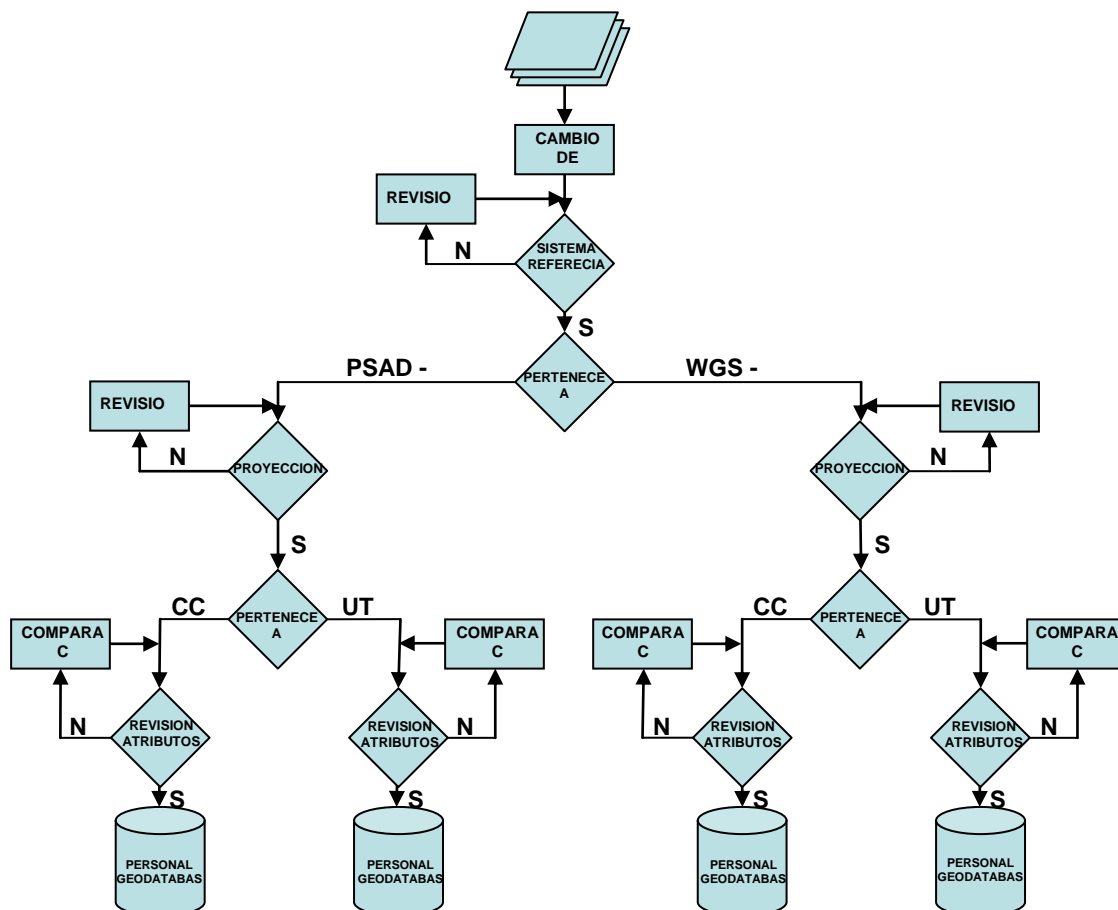 CAMBIO
DE
REVISIO
SISTEMA
REFERECIA
N
S
PSAD -
PERTENECE
A
WGS -
REVISIO
REVISIO
N
PROYECCION
PROYECCION
N
S
S
CC
PERTENECE
A
UT
CC
PERTENECE
A
UT
COMPARA
C
COMPARA
C
COMPARA
C
COMPARA
C
N
REVISION
ATRIBUTOS
REVISION
ATRIBUTOS
N
N
REVISION
ATRIBUTOS
REVISION
ATRIBUTOS
N
S
S
S
S
PERSONAL
GEODATABAS
PERSONAL
GEODATABAS
PERSONAL
GEODATABAS
PERSONAL
GEODATABAS